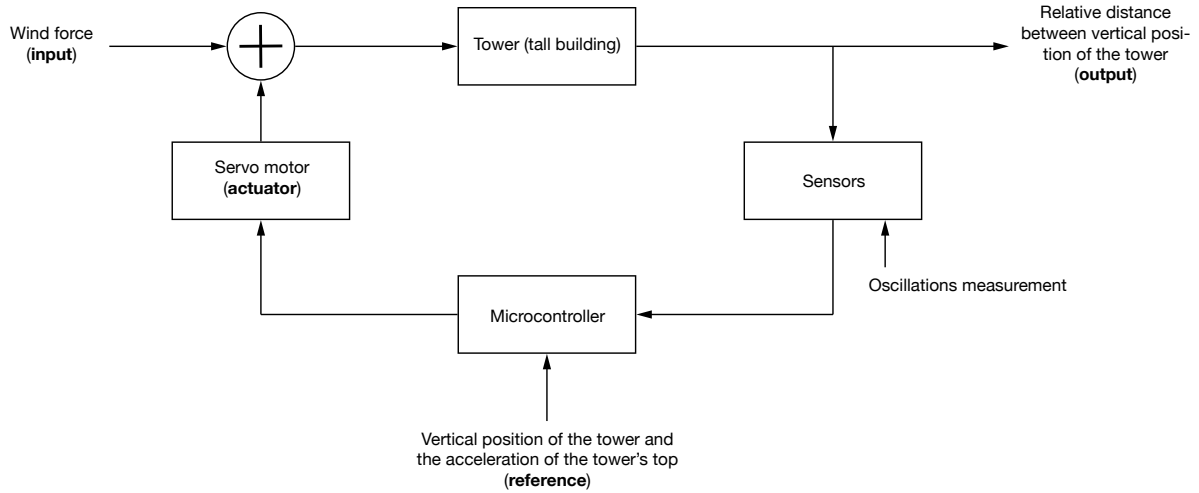 Wind force
(input)
Tower (tall building)
Relative distance
between vertical posi-
tion of the tower
(output)
Servo motor
(actuator)
Sensors
Oscillations measurement
Microcontroller
Vertical position of the tower and
the acceleration of the tower's top
(reference)